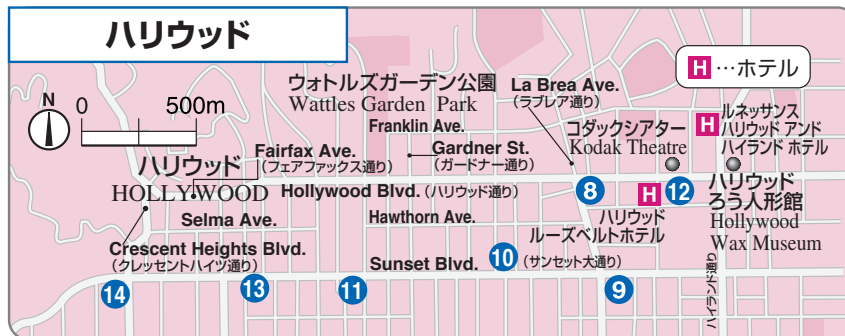 ハリウッド
H…ホテル
N
0 500m
ウォトルズガーデン公園
Wattles Garden Park
La Brea Ave.
(ラブレア通り)
Franklin Ave.
コダックシアター
Kodak Theatre
H
ルネッサンス
ハリウッド アンド
ハイランド ホテル
Fairfax Ave.
(フェアファックス通り)
Gardner St.
(ガードナー通り)
ハリウッド
HOLLYWOOD
Hollywood Blvd.(ハリウッド通り)
8
H
12
ハリウッド
ろう人形館
Hollywood
Wax Museum
Selma Ave.
Hawthorn Ave.
ハリウッド
ルーズベルトホテル
Crescent Heights Blvd.
(クレッセントハイツ通り)
Sunset Blvd.
10
(サンセット大通り)
ハイランド通り
14
13
11
9